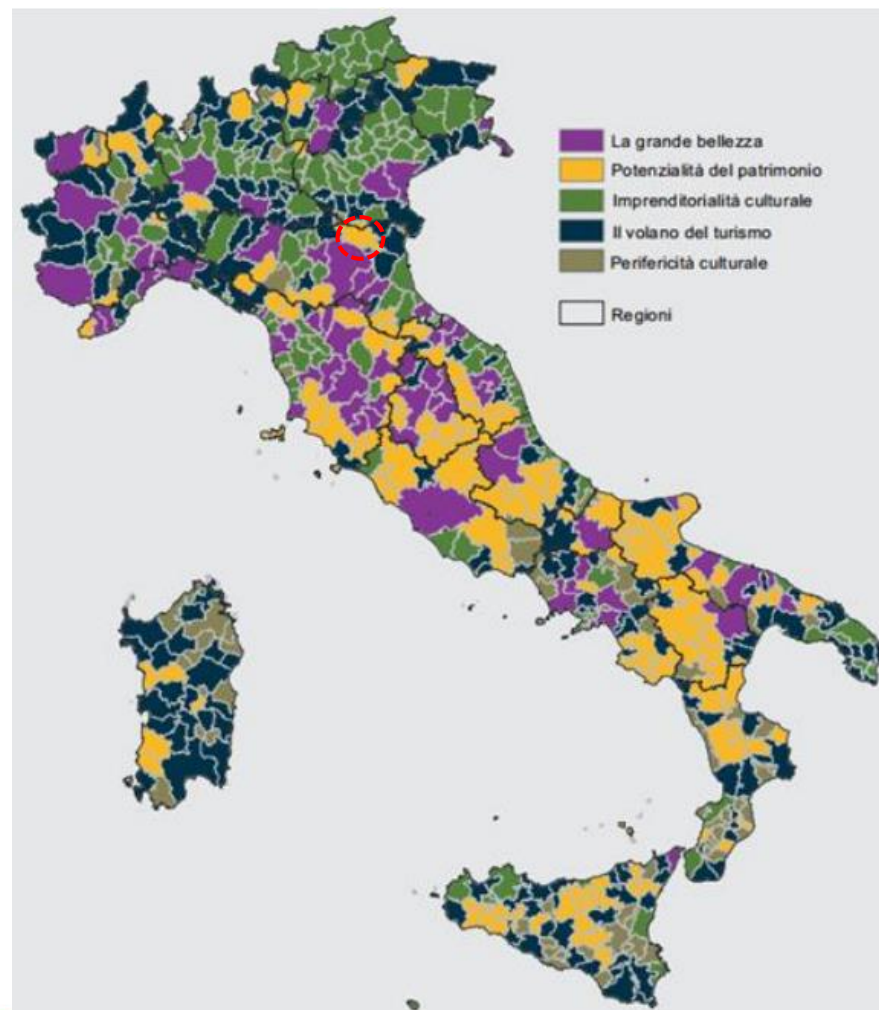 La grande bellezza
Potenzialità del patrimonio
Imprenditorialità culturale
Il volano del turismo
Perifericità culturale
Regioni